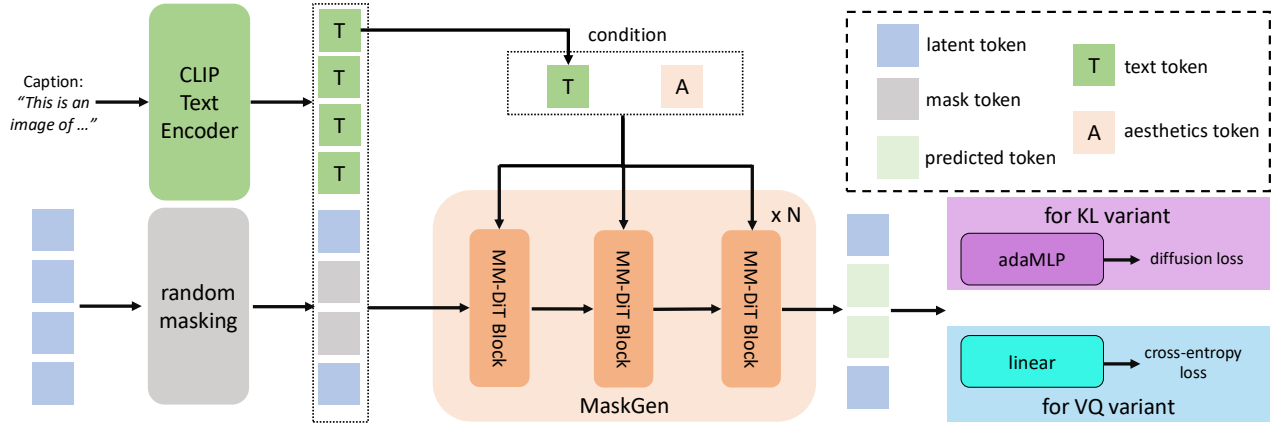 Caption:
“This is an
image of …”
CLIP
Text
Encoder
T
T
T
T
condition
T
A
latent token
mask token
predicted token
T
text token
A
aesthetics token
random
masking
x N
MM-DiT Block
MM-DiT Block
MM-DiT Block
MaskGen
for KL variant
adaMLP
diffusion loss
linear
cross-entropy
loss
for VQ variant